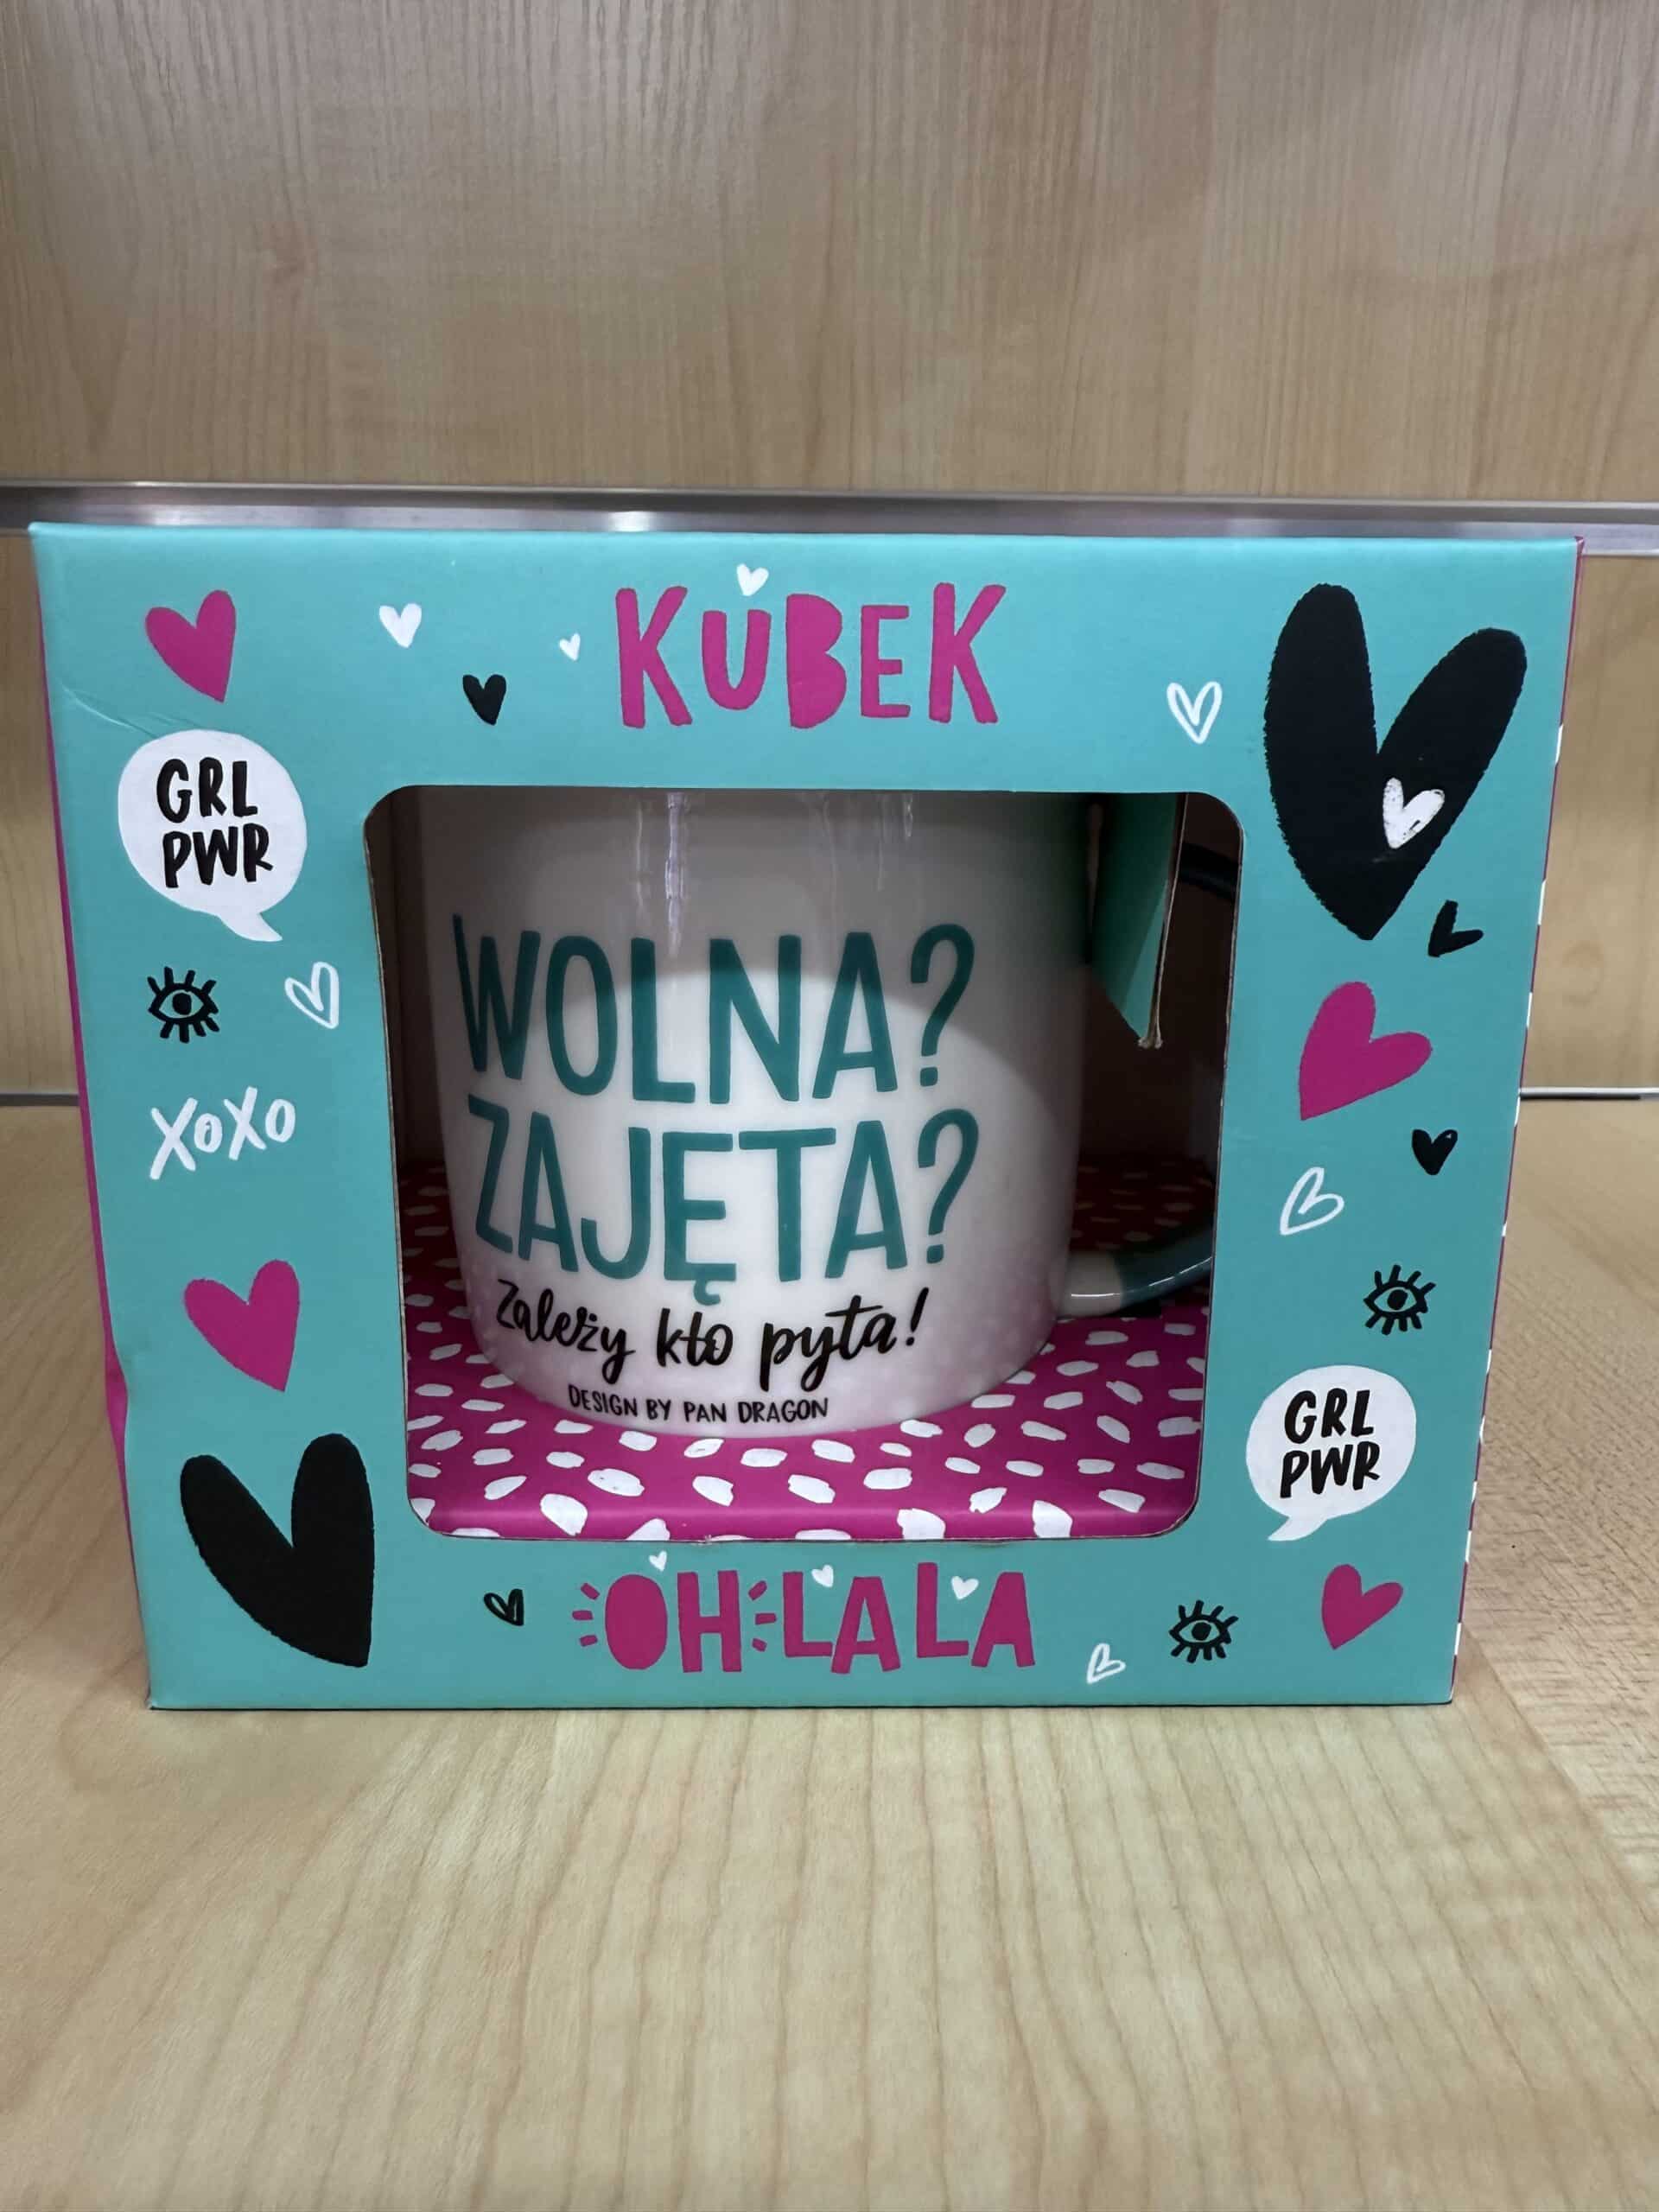 KUBEK
GRL
PWR
WOLNA?
ZAJĘTA?
Zależy kto pyta!
DESIGN BY PAN DRAGON
XOXO
GRL
PWR
OH LA LA